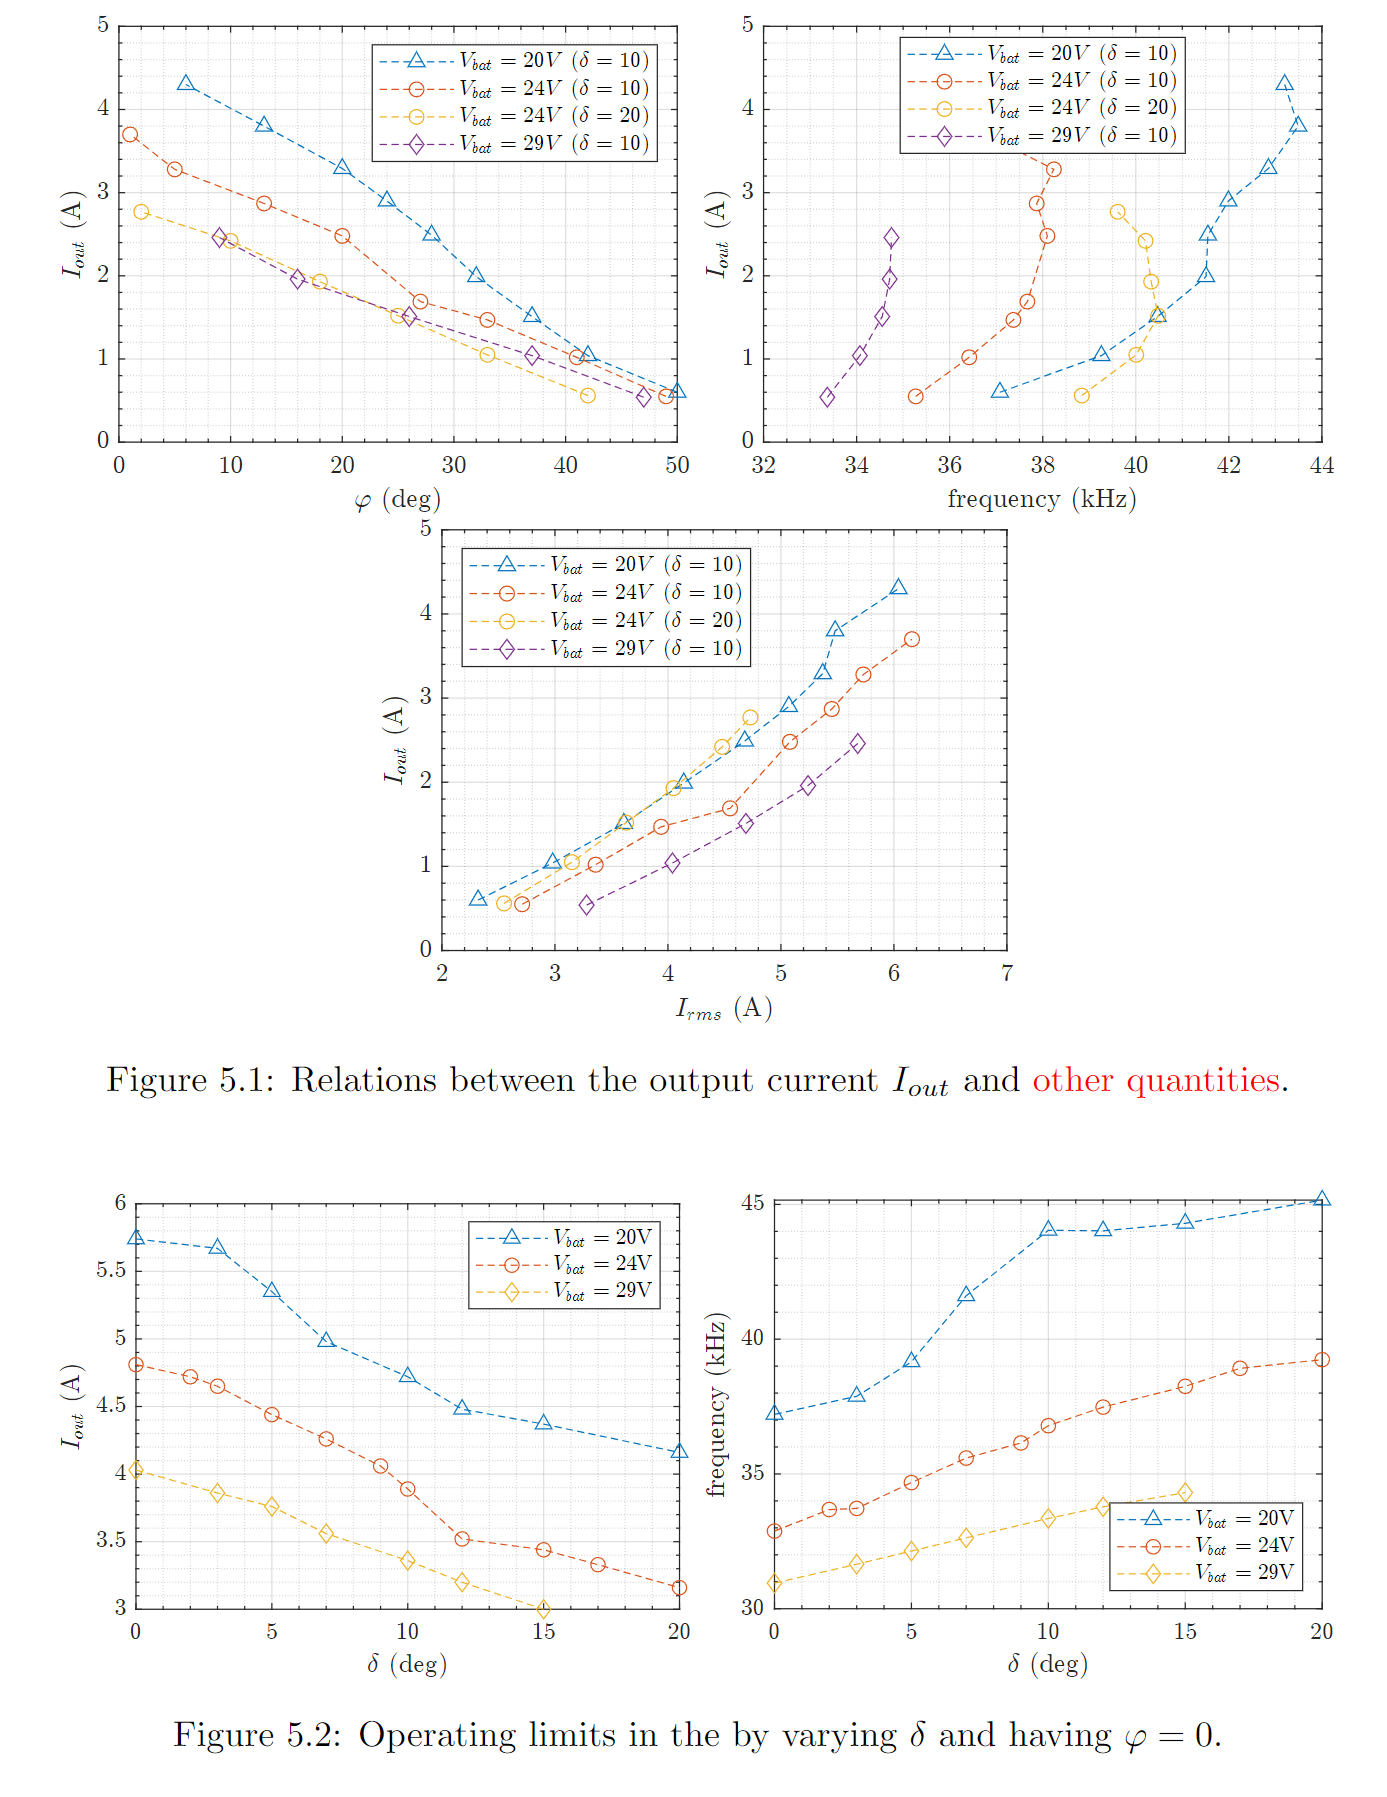 5
4
3
2
1
0
I_out (A)
V_bat = 20V (δ = 10)
V_bat = 24V (δ = 10)
V_bat = 24V (δ = 20)
V_bat = 29V (δ = 10)
0 10 20 30 40 50
φ (deg)
5
4
3
2
1
0
I_out (A)
V_bat = 20V (δ = 10)
V_bat = 24V (δ = 10)
V_bat = 24V (δ = 20)
V_bat = 29V (δ = 10)
32 34 36 38 40 42 44
frequency (kHz)
5
4
3
2
1
0
I_out (A)
V_bat = 20V (δ = 10)
V_bat = 24V (δ = 10)
V_bat = 24V (δ = 20)
V_bat = 29V (δ = 10)
2 3 4 5 6 7
I_rms (A)
Figure 5.1: Relations between the output current I_out and other quantities.
6
5.5
5
4.5
4
3.5
3
I_out (A)
V_bat = 20V
V_bat = 24V
V_bat = 29V
0 5 10 15 20
δ (deg)
45
40
35
30
frequency (kHz)
V_bat = 20V
V_bat = 24V
V_bat = 29V
0 5 10 15 20
δ (deg)
Figure 5.2: Operating limits in the by varying δ and having φ = 0.